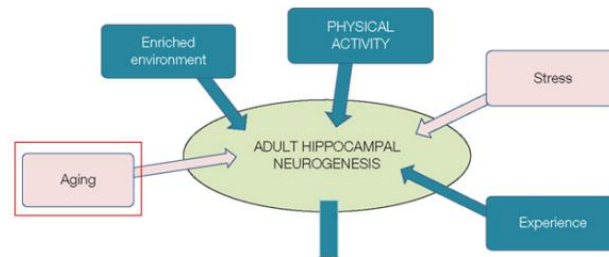 Enriched
environment
PHYSICAL
ACTIVITY
Stress
ADULT HIPPOCAMPAL
NEUROGENESIS
Aging
Experience